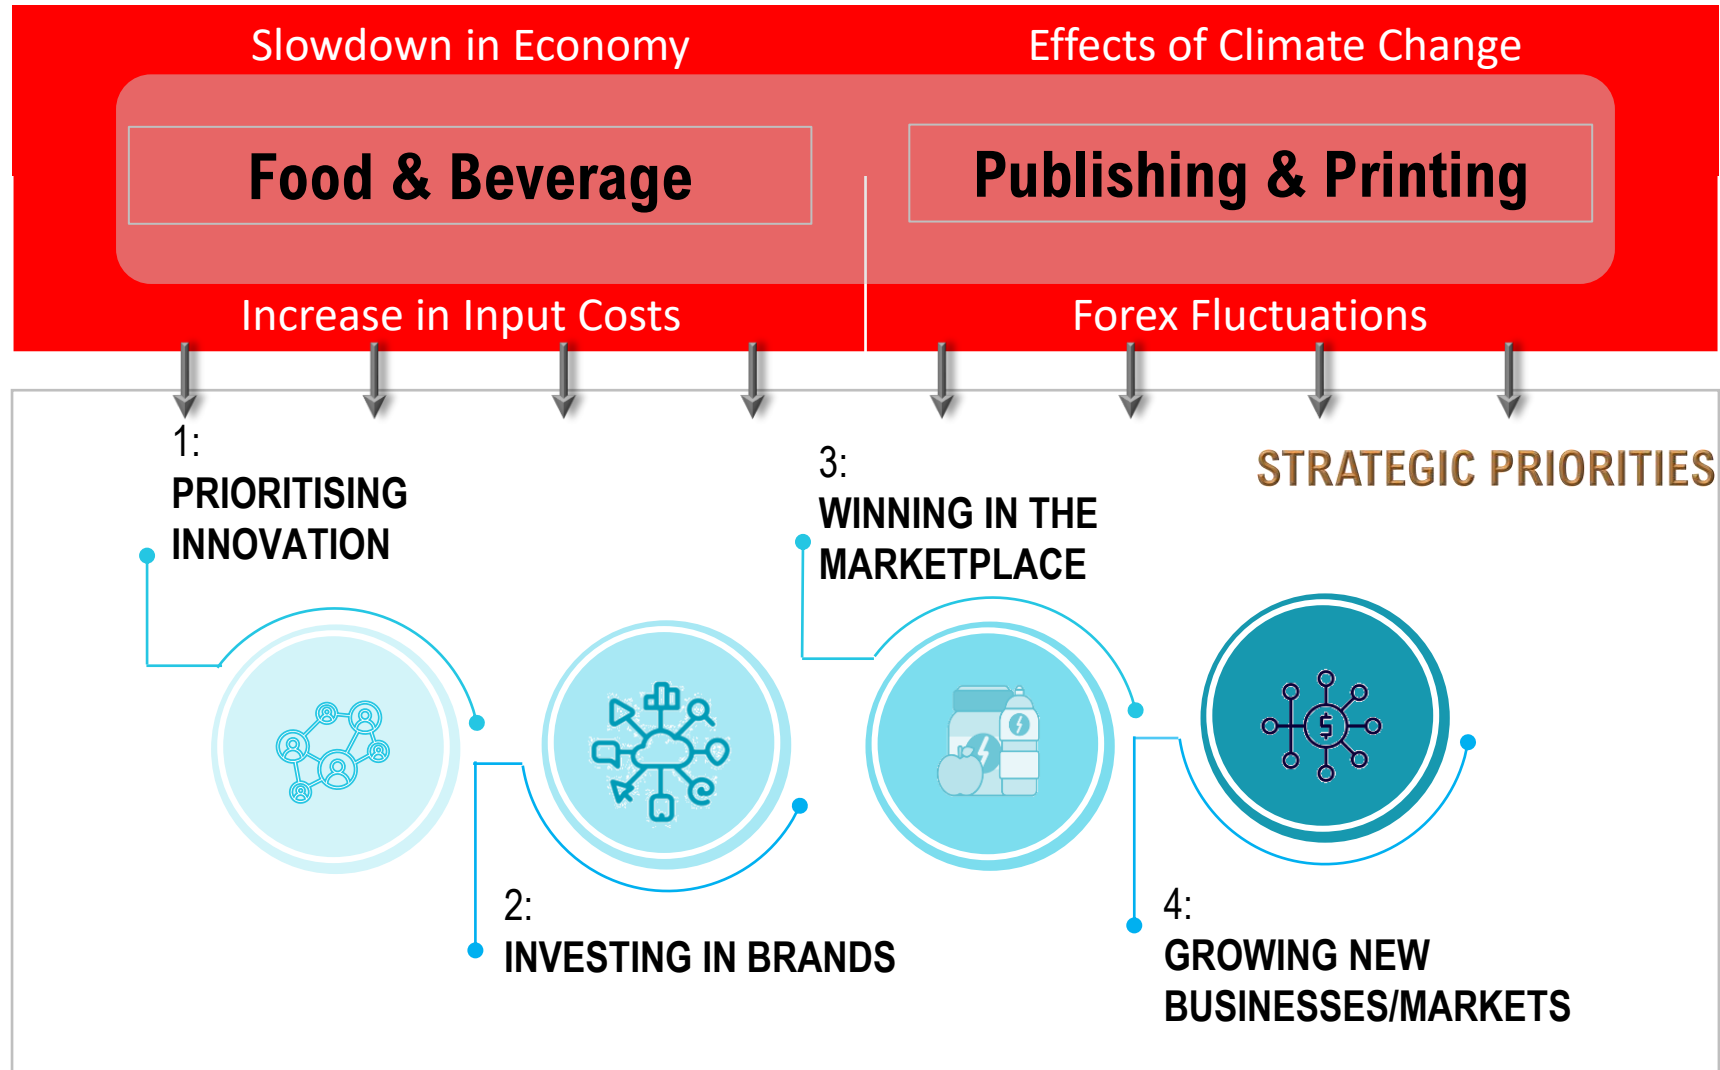 Slowdown in Economy
Effects of Climate Change
Food & Beverage
Publishing & Printing
Increase in Input Costs
Forex Fluctuations
STRATEGIC PRIORITIES
1:
PRIORITISING
INNOVATION
2:
INVESTING IN BRANDS
3:
WINNING IN THE
MARKETPLACE
4:
GROWING NEW
BUSINESSES/MARKETS
$